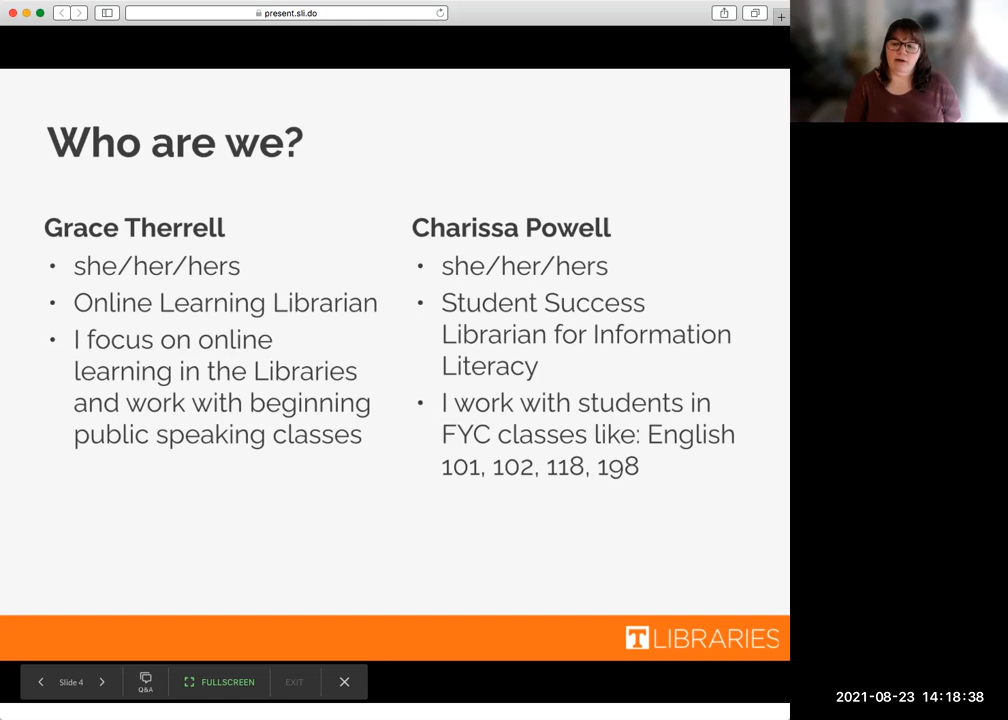 present.sli.do
Who are we?
Grace Therrell
• she/her/hers
• Online Learning Librarian
• I focus on online
learning in the Libraries
and work with beginning
public speaking classes
Charissa Powell
• she/her/hers
• Student Success
Librarian for Information
Literacy
• I work with students in
FYC classes like: English
101, 102, 118, 198
T LIBRARIES
Slide 4
Q&A
FULLSCREEN
EXIT
2021-08-23 14:18:38